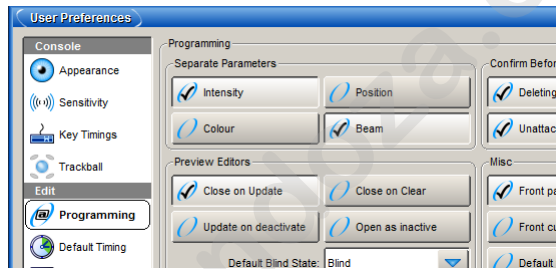 User Preferences
Console
Appearance
Sensitivity
Key Timings
Trackball
Edit
Programming
Default Timing
Programming
Separate Parameters
Intensity
Position
Colour
Beam
Preview Editors
Close on Update
Close on Clear
Update on deactivate
Open as inactive
Default Blind State: Blind
Confirm Befor
Deleting
Unattac
Misc
Front pa
Front cu
Default